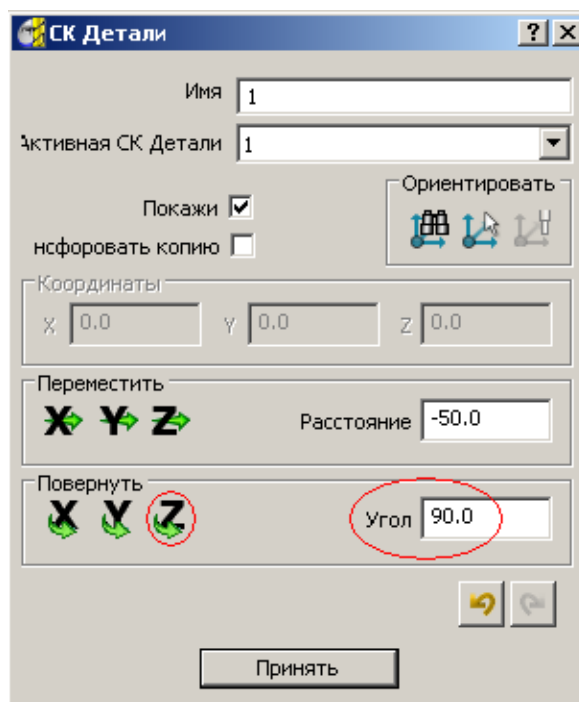 СК Детали
Имя 1
Активная СК Детали 1
Ориентировать
Покажи
нсфоровать копию
Координаты
X 0.0 Y 0.0 Z 0.0
Переместить
X Y Z Расстояние -50.0
Повернуть
X Y Z Угол 90.0
Принять